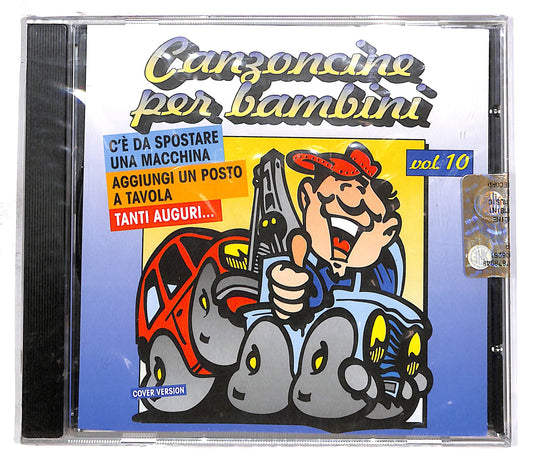 Canzoncine
per bambini
vol. 10
C'È DA SPOSTARE
UNA MACCHINA
AGGIUNGI UN POSTO
A TAVOLA
TANTI AUGURI...
COVER VERSION